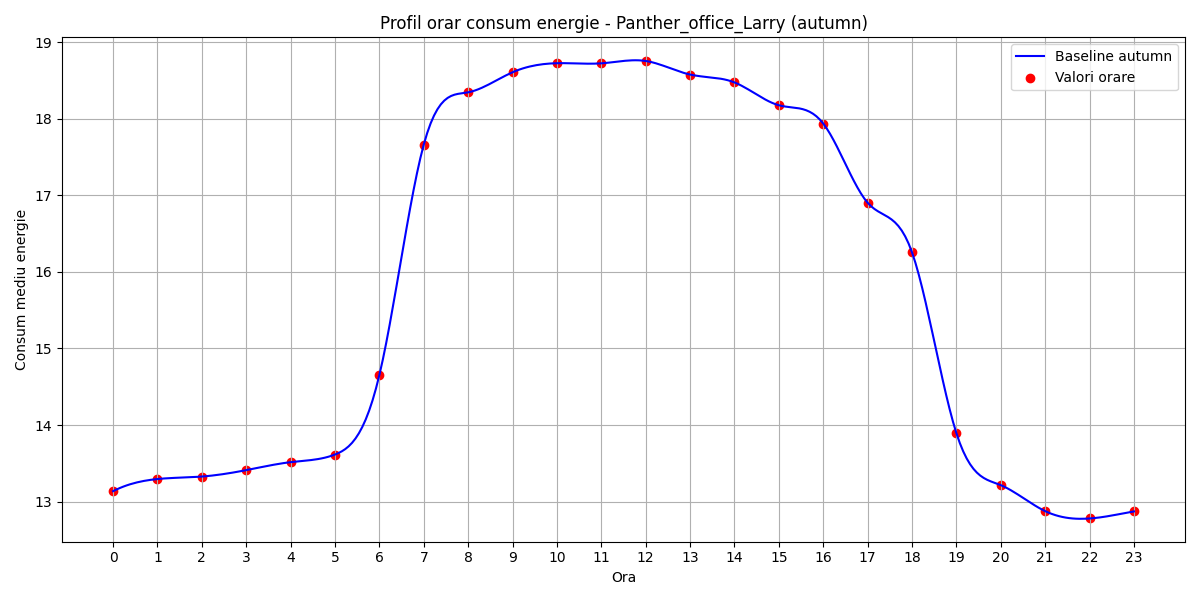 Profil orar consum energie - Panther_office_Larry (autumn)
Baseline autumn
Valori orare
Consum mediu energie
19
18
17
16
15
14
13
0 1 2 3 4 5 6 7 8 9 10 11 12 13 14 15 16 17 18 19 20 21 22 23
Ora